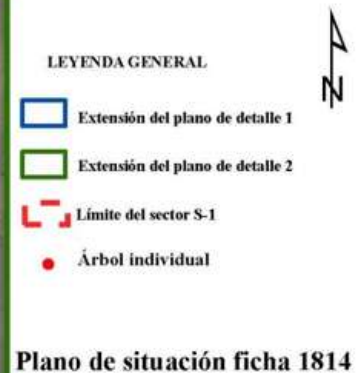 N
LEYENDA GENERAL
Extensión del plano de detalle 1
Extensión del plano de detalle 2
Límite del sector S-1
Árbol individual
Plano de situación ficha 1814